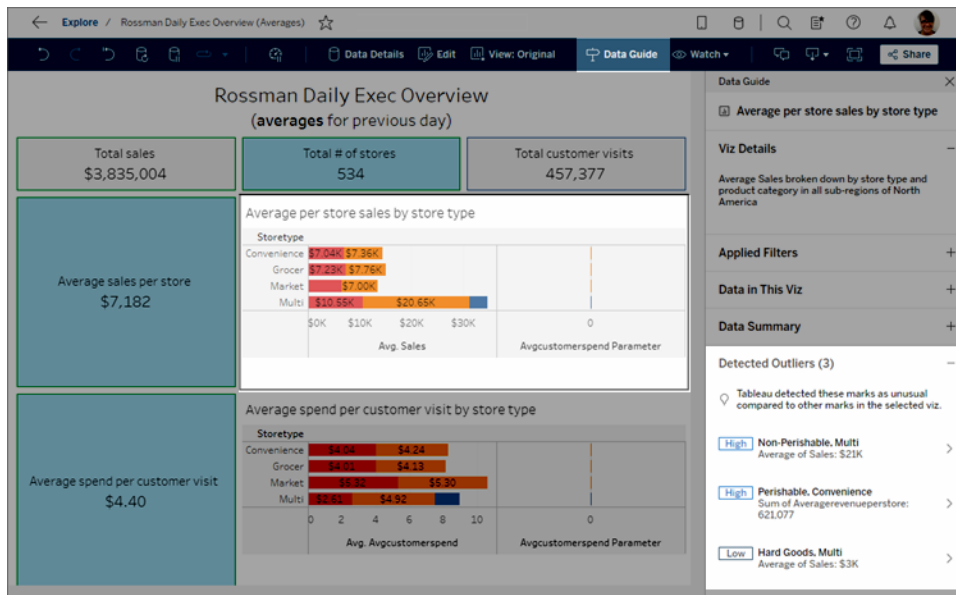 Explore / Rossman Daily Exec Overview (Averages)
Data Details Edit View: Original Data Guide Watch Share
Rossman Daily Exec Overview
(averages for previous day)
Total sales
$3,835,004
Total # of stores
534
Total customer visits
457,377
Average sales per store
$7,182
Average per store sales by store type
Storetype
Convenience $7.04K $7.36K
Grocer $7.23K $7.76K
Market $7.00K
Multi $10.55K $20.65K
$0K $10K $20K $30K 0
Avg. Sales Avgcustomerspend Parameter
Average spend per customer visit
$4.40
Average spend per customer visit by store type
Storetype
Convenience $4.04 $4.24
Grocer $4.01 $4.13
Market $5.32 $5.30
Multi $2.61 $4.92
0 2 4 6 8 10 0
Avg. Avgcustomerspend Avgcustomerspend Parameter
Data Guide
Average per store sales by store type
Viz Details
Average Sales broken down by store type and
product category in all sub-regions of North
America
Applied Filters
Data in This Viz
Data Summary
Detected Outliers (3)
Tableau detected these marks as unusual
compared to other marks in the selected viz.
High Non-Perishable, Multi
Average of Sales: $21K
High Perishable, Convenience
Sum of Averagerevenueperstore:
621,077
Low Hard Goods, Multi
Average of Sales: $3K